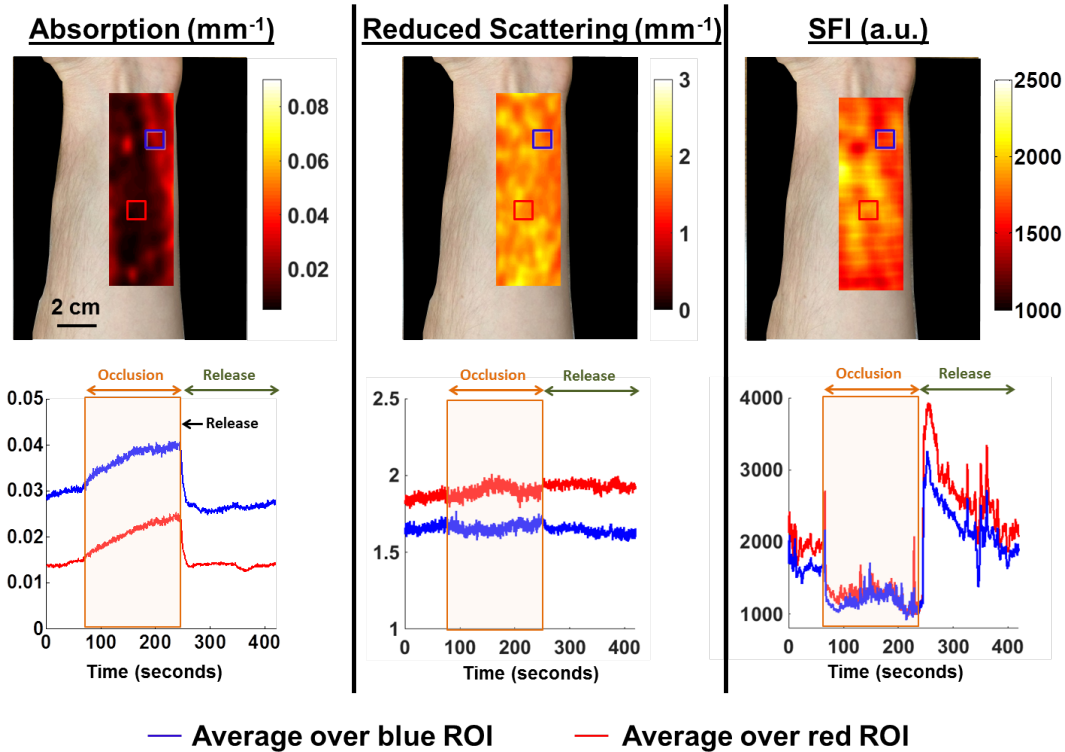 Absorption (mm-1)
0.08
0.06
0.04
0.02
2 cm
Occlusion
Release
Release
0.05
0.04
0.03
0.02
0.01
0
0 100 200 300 400
Time (seconds)
Reduced Scattering (mm-1)
3
2
1
0
Occlusion
Release
2.5
2
1.5
1
0 100 200 300 400
Time (seconds)
SFI (a.u.)
2500
2000
1500
1000
Occlusion
Release
4000
3000
2000
1000
0 100 200 300 400
Time (seconds)
Average over blue ROI
Average over red ROI